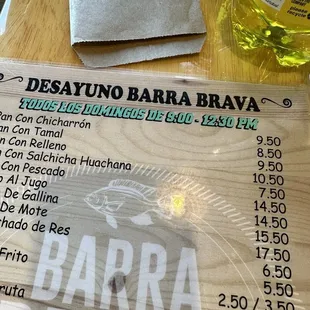 DESAYUNO BARRA BRAVA
TODOS LOS DOMINGOS DE 8:00 - 12:30 PM
Pan Con Chicharrón 9.50
an Con Tamal 8.50
n Con Relleno 9.50
Con Salchicha Huachana 10.50
Con Pescado 7.50
o Al Jugo 14.50
De Gallina 14.50
De Mote 15.50
chado de Res 17.50
6.50
Frito 5.50
ruta 2.50 / 3.50
BARRA